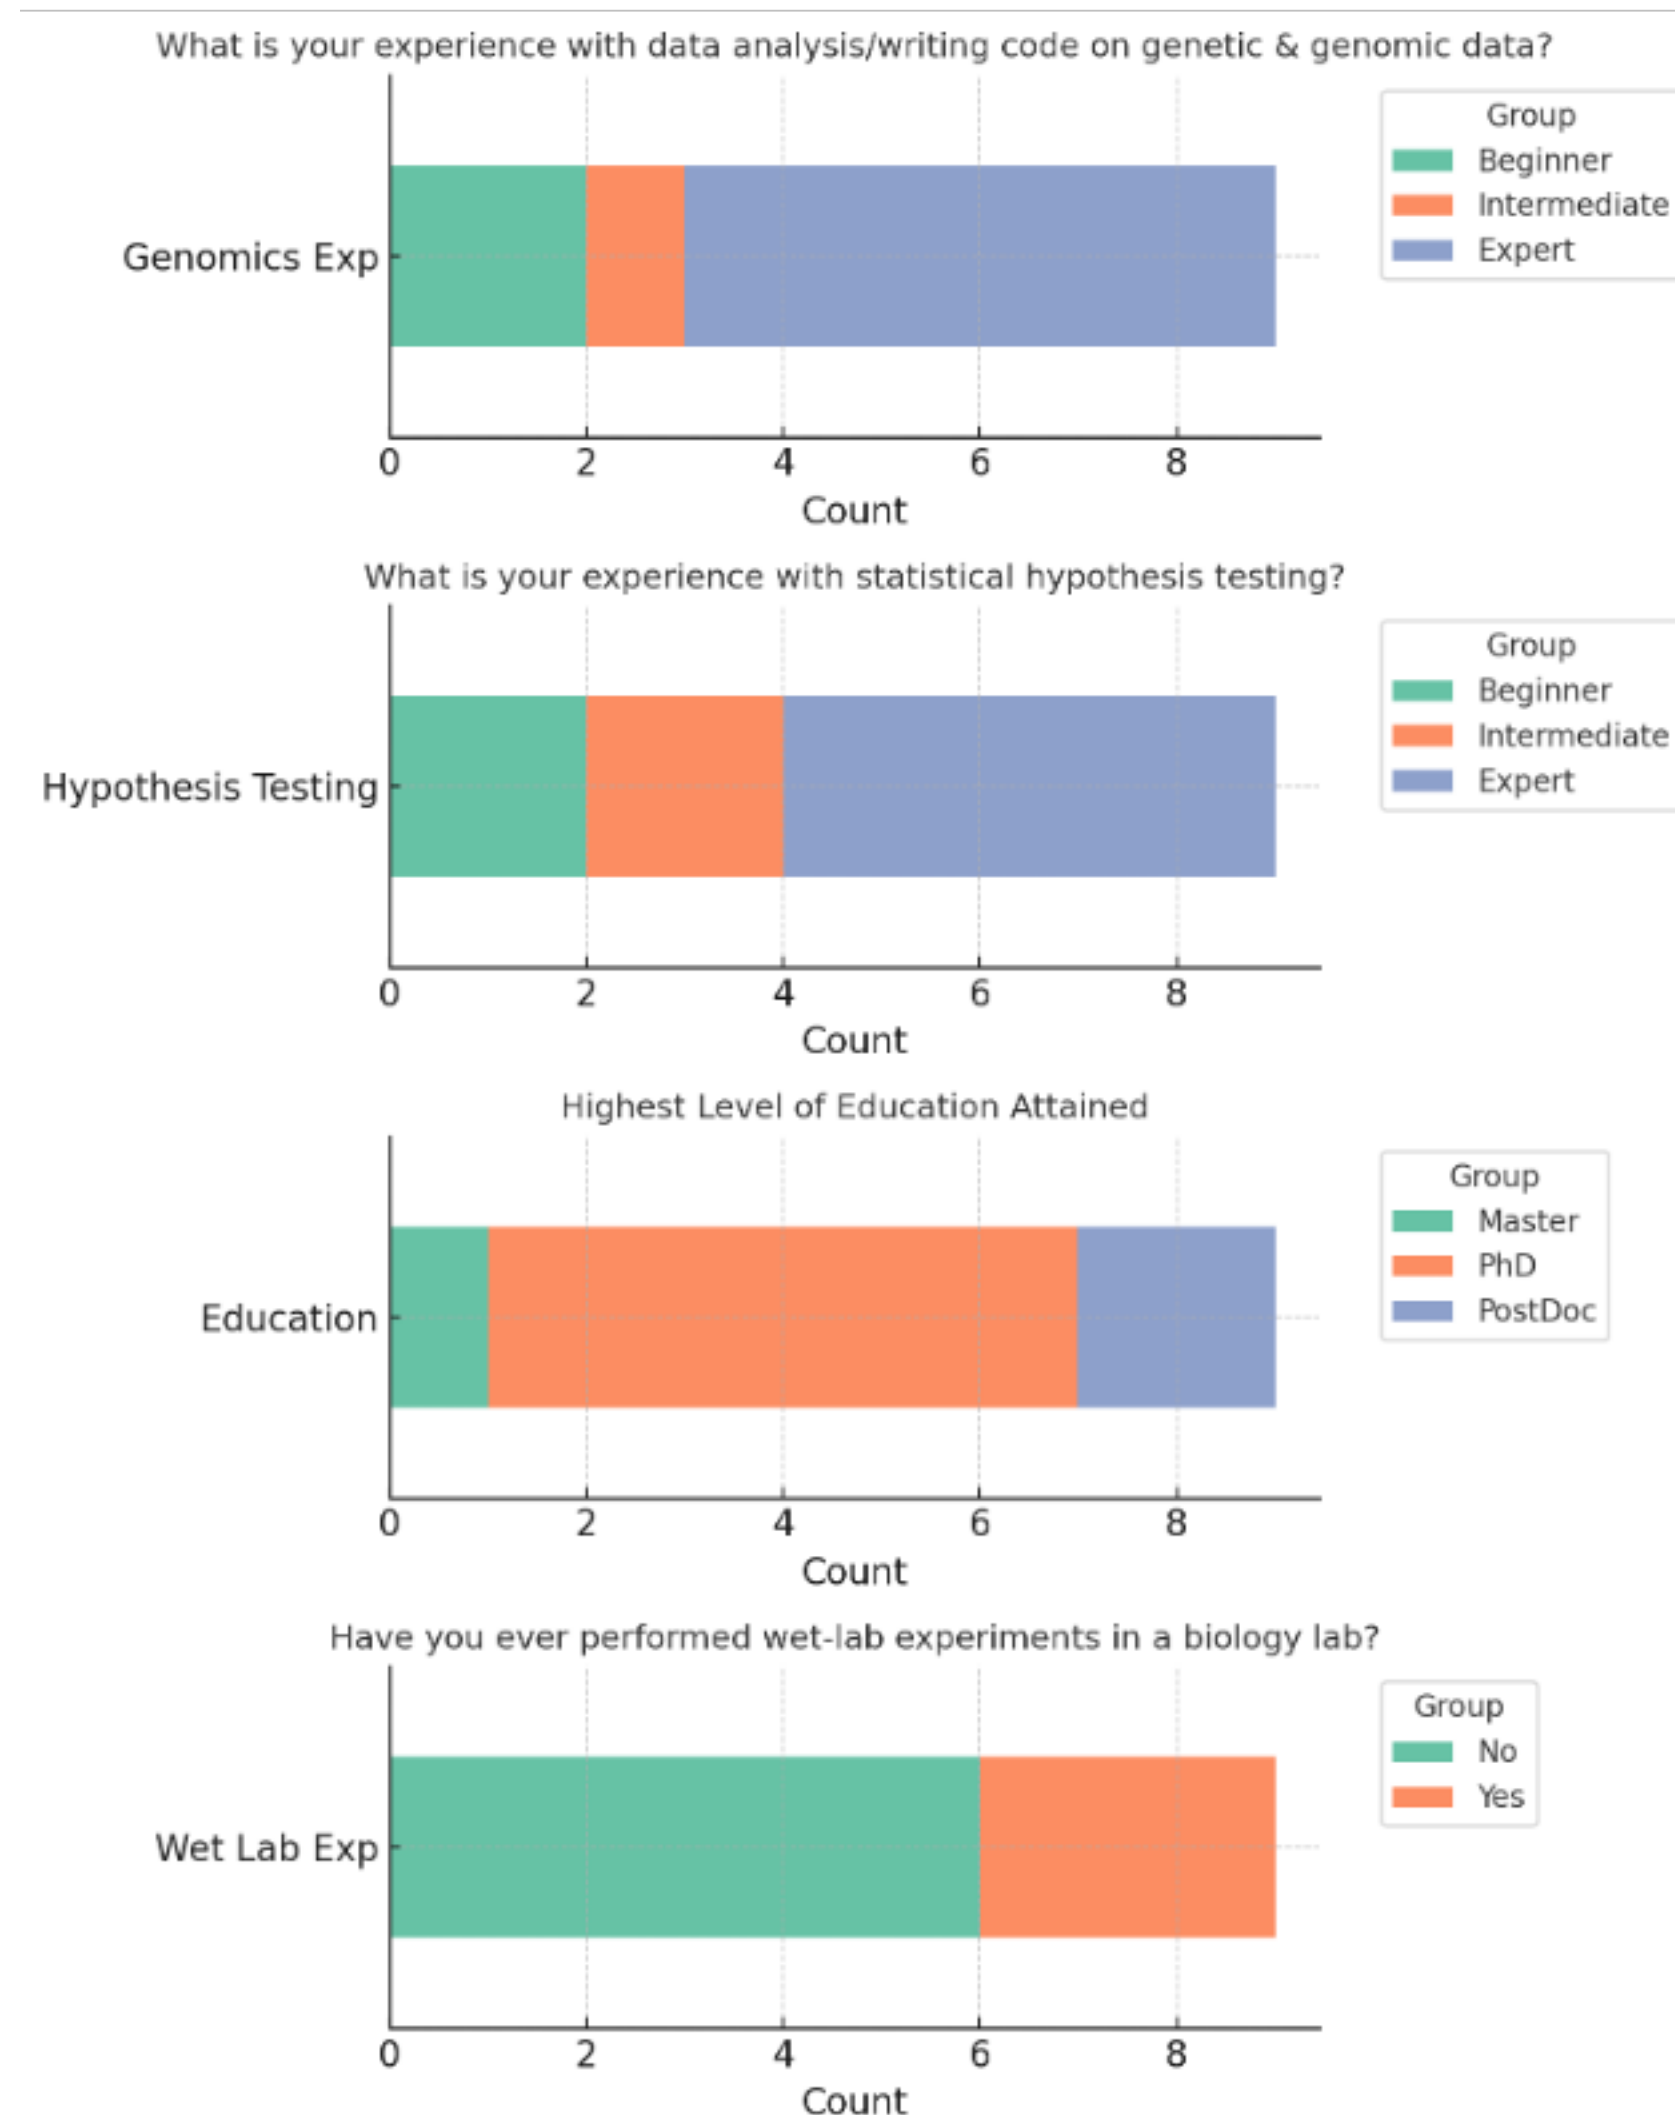 What is your experience with data analysis/writing code on genetic & genomic data?
Group
Beginner
Intermediate
Expert
Genomics Exp
0 2 4 6 8
Count
What is your experience with statistical hypothesis testing?
Group
Beginner
Intermediate
Expert
Hypothesis Testing
0 2 4 6 8
Count
Highest Level of Education Attained
Group
Master
PhD
PostDoc
Education
0 2 4 6 8
Count
Have you ever performed wet-lab experiments in a biology lab?
Group
No
Yes
Wet Lab Exp
0 2 4 6 8
Count